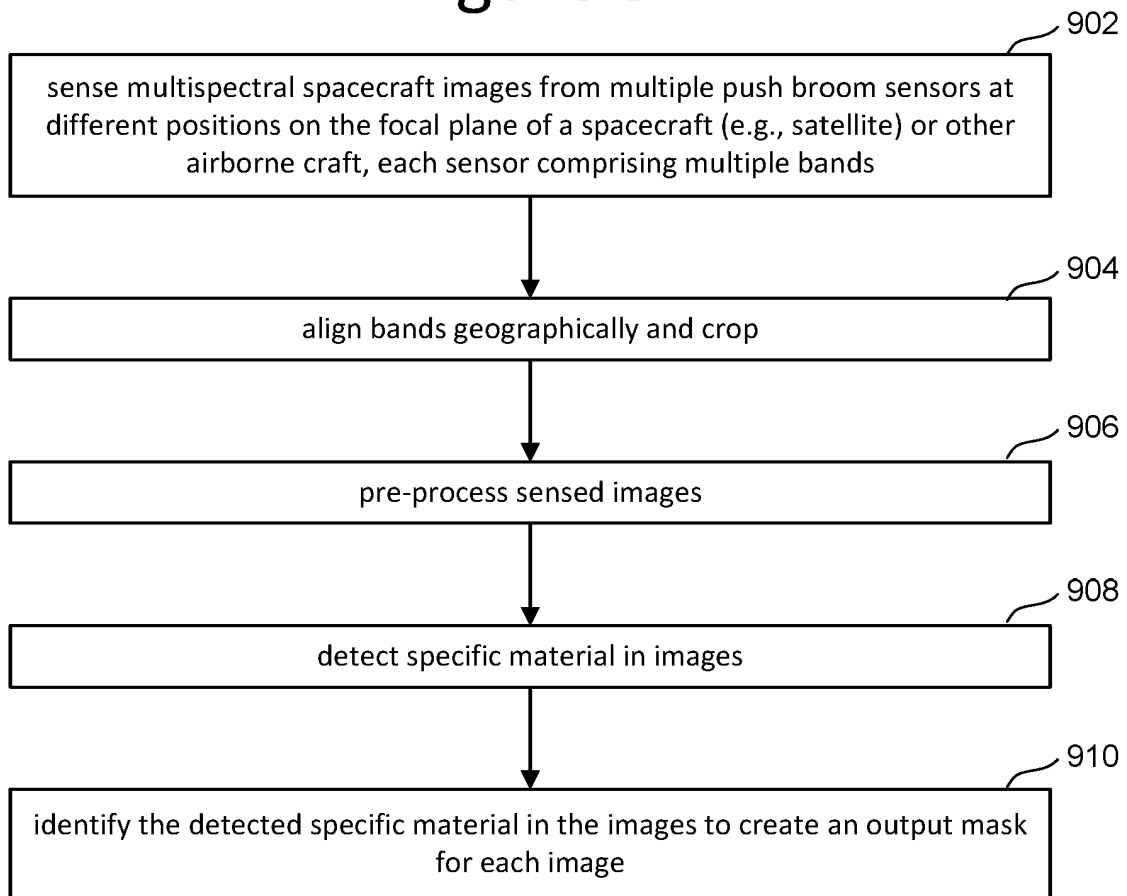 902
sense multispectral spacecraft images from multiple push broom sensors at
different positions on the focal plane of a spacecraft (e.g., satellite) or other
airborne craft, each sensor comprising multiple bands
904
align bands geographically and crop
906
pre-process sensed images
908
detect specific material in images
910
identify the detected specific material in the images to create an output mask
for each image